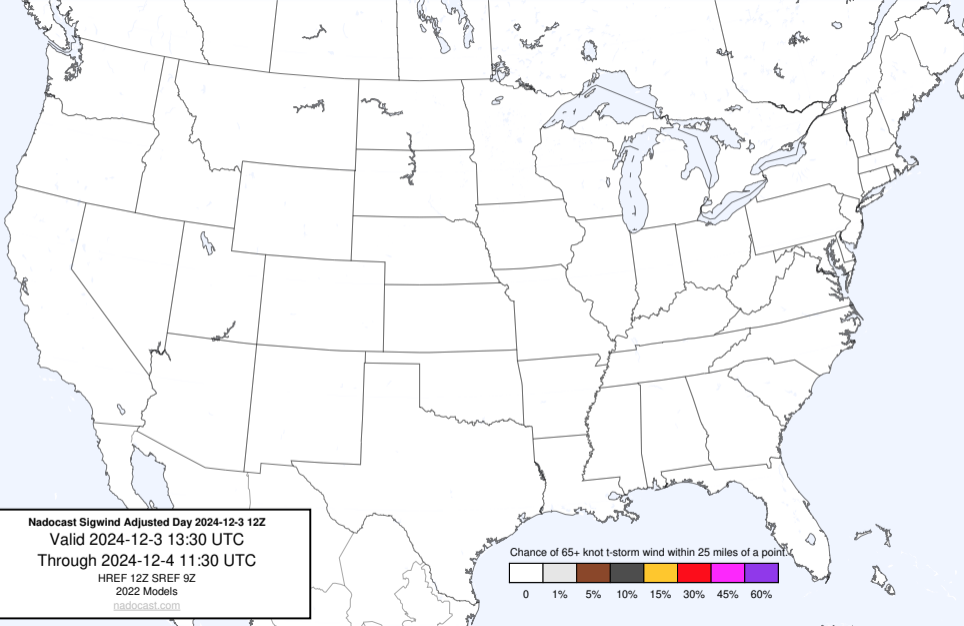 Nadocast Sigwind Adjusted Day 2024-12-3 12Z
Valid 2024-12-3 13:30 UTC
Through 2024-12-4 11:30 UTC
HREF 12Z SREF 9Z
2022 Models
nadocast.com
Chance of 65+ knot t-storm wind within 25 miles of a point.
0 1% 5% 10% 15% 30% 45% 60%